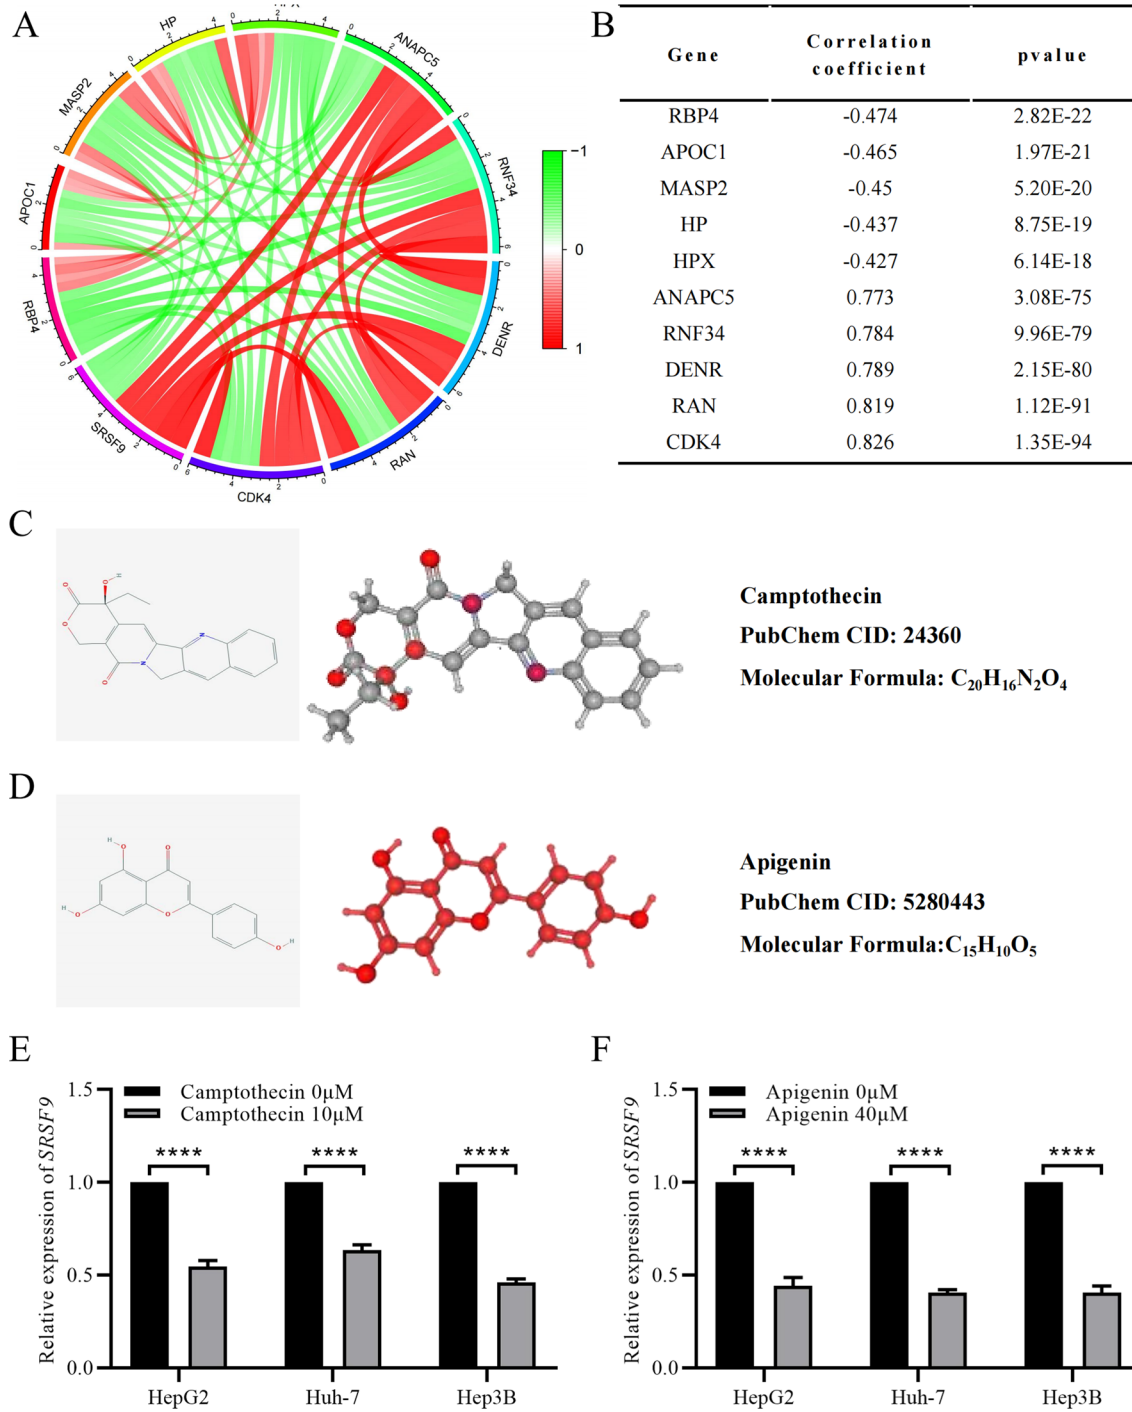 A
HP
HPX
ANAPC5
MASP2
RNF34
APOC1
DENR
RBP4
RAN
SRSF9
CDK4
-1
0
1
B
Gene Correlation coefficient pvalue
RBP4 -0.474 2.82E-22
APOC1 -0.465 1.97E-21
MASP2 -0.45 5.20E-20
HP -0.437 8.75E-19
HPX -0.427 6.14E-18
ANAPC5 0.773 3.08E-75
RNF34 0.784 9.96E-79
DENR 0.789 2.15E-80
RAN 0.819 1.12E-91
CDK4 0.826 1.35E-94
C
Camptothecin
PubChem CID: 24360
Molecular Formula: C₂₀H₁₆N₂O₄
D
Apigenin
PubChem CID: 5280443
Molecular Formula:C₁₅H₁₀O₅
E
Camptothecin 0μM
Camptothecin 10μM
Relative expression of SRSF9
1.5
1.0
0.5
0.0
**** **** ****
HepG2 Huh-7 Hep3B
F
Apigenin 0μM
Apigenin 40μM
Relative expression of SRSF9
1.5
1.0
0.5
0.0
**** **** ****
HepG2 Huh-7 Hep3B